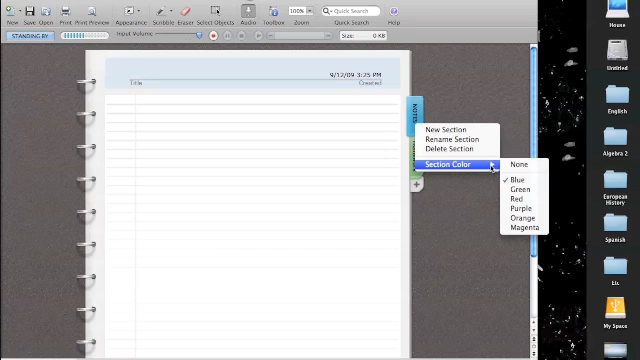 New Save Open Print Print Preview Appearance Scribble Eraser Select Objects Audio Toolbox 100% Zoom Quick Search Quick Search Help
STANDING BY Input Volume Size: 0 KB
9/12/09 3:25 PM
Title Created
NOTES
New Section
Rename Section
Delete Section
Section Color
None
Blue
Green
Red
Purple
Orange
Magenta
House
Untitled
English
Algebra 2
European
History
Spanish
Etc
My Space